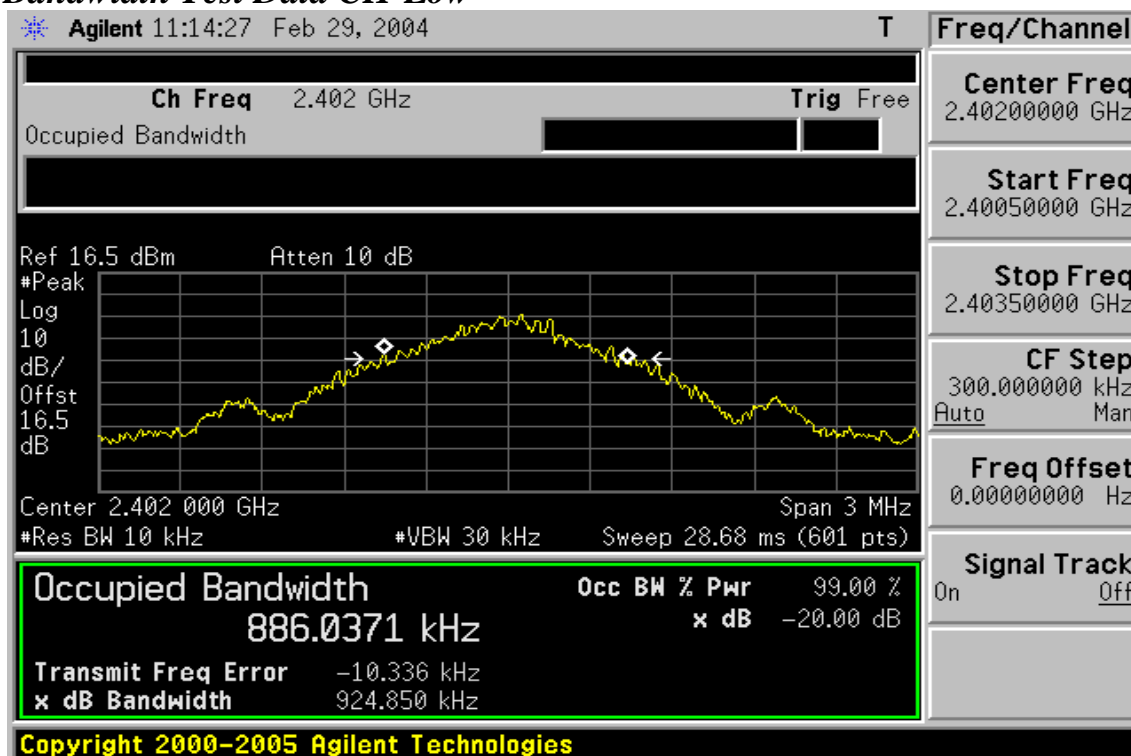 Bandwidth Test Data CH-Low
Agilent 11:14:27 Feb 29, 2004 T
Freq/Channel
Ch Freq 2.402 GHz Trig Free
Occupied Bandwidth
Center Freq
2.40200000 GHz
Start Freq
2.40050000 GHz
Stop Freq
2.40350000 GHz
CF Step
300.000000 kHz
Auto Man
Freq Offset
0.00000000 Hz
Signal Track
On Off
Ref 16.5 dBm Atten 10 dB
#Peak
Log
10
dB/
Offst
16.5
dB
Center 2.402 000 GHz Span 3 MHz
#Res BW 10 kHz #VBW 30 kHz Sweep 28.68 ms (601 pts)
Occupied Bandwidth
886.0371 kHz
Occ BW % Pwr 99.00 %
x dB -20.00 dB
Transmit Freq Error -10.336 kHz
x dB Bandwidth 924.850 kHz
Copyright 2000-2005 Agilent Technologies